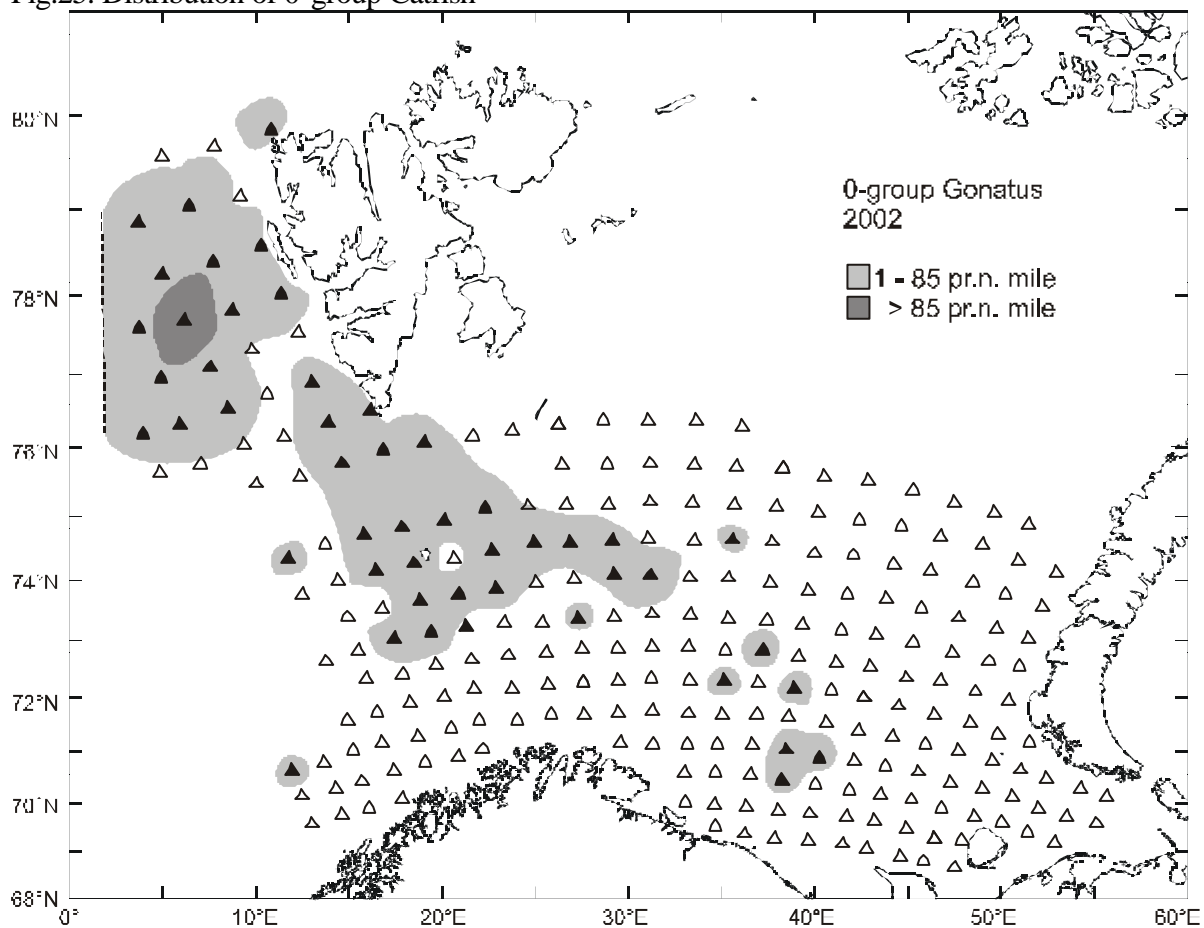 Fig.25. Distribution of 0-group Catfish
80°N
0-group Gonatus
2002
1 - 85 pr.n. mile
78°N
> 85 pr.n. mile
76°N
74°N
72°N
70°N
68°N
0° 10°E 20°E 30°E 40°E 50°E 60°E